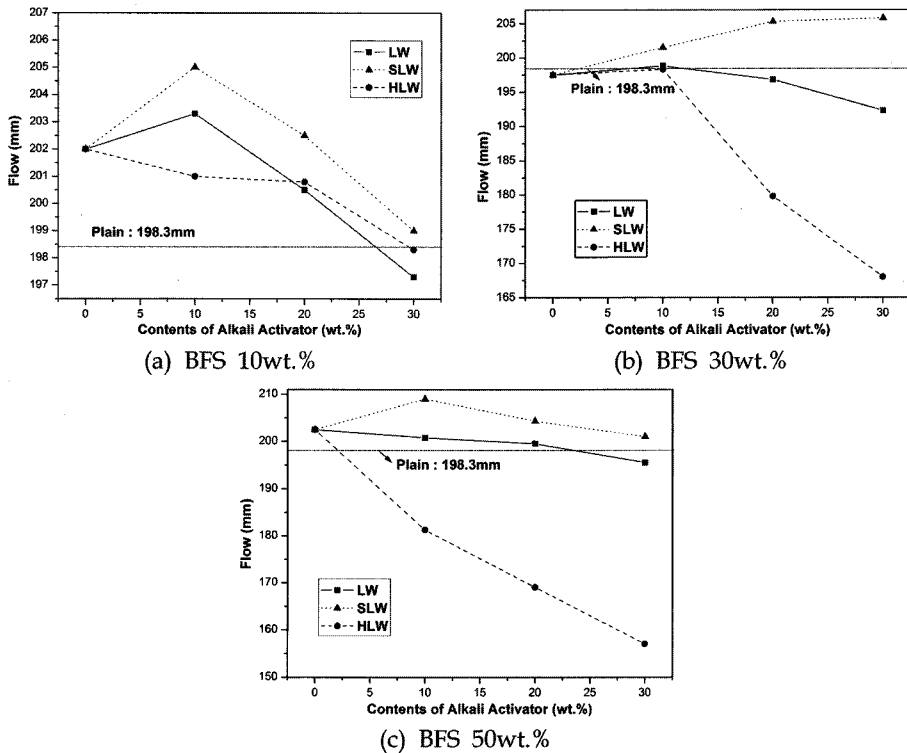 207
206
205
204
203
202
201
200
199
198
197
Flow (mm)
LW
SLW
HLW
Plain : 198.3mm
0 5 10 15 20 25 30
Contents of Alkali Activator (wt.%)
(a) BFS 10wt.%
205
200
195
190
185
180
175
170
165
Flow (mm)
Plain : 198.3mm
LW
SLW
HLW
0 5 10 15 20 25 30
Contents of Alkali Activator (wt.%)
(b) BFS 30wt.%
210
200
190
180
170
160
150
Flow (mm)
Plain : 198.3mm
LW
SLW
HLW
0 5 10 15 20 25 30
Contents of Alkali Activator (wt.%)
(c) BFS 50wt.%